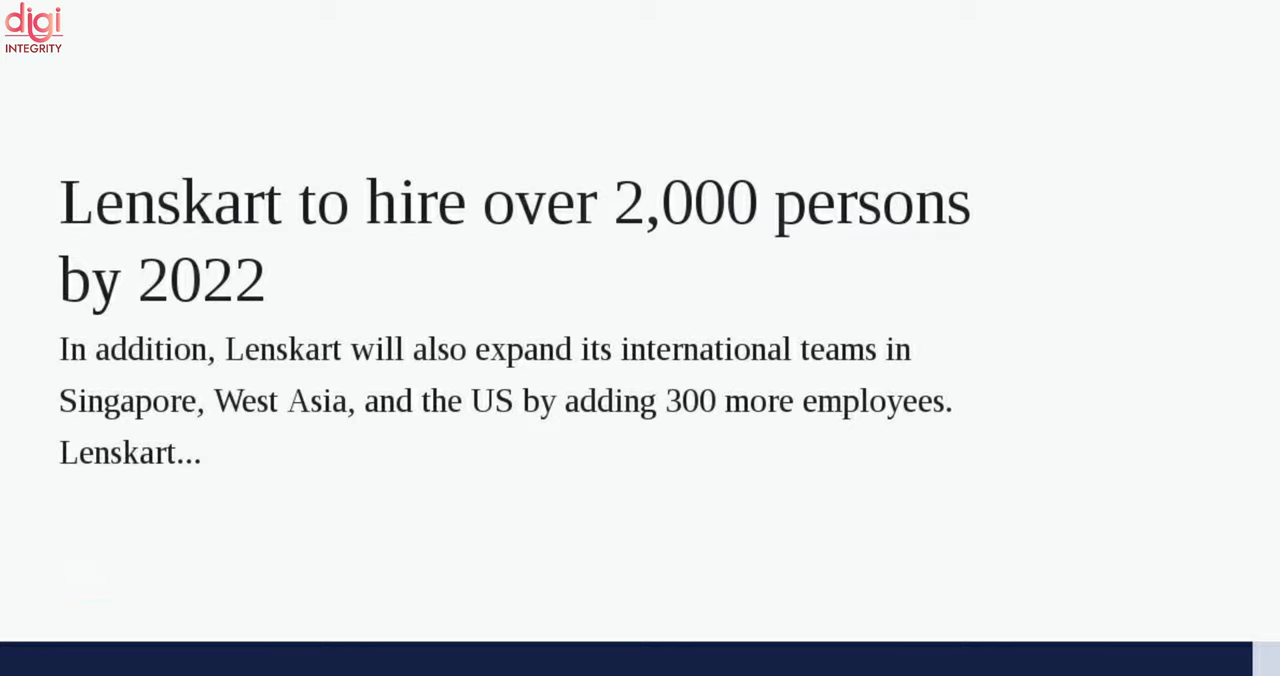 digi
INTEGRITY
Lenskart to hire over 2,000 persons
by 2022
In addition, Lenskart will also expand its international teams in
Singapore, West Asia, and the US by adding 300 more employees.
Lenskart...